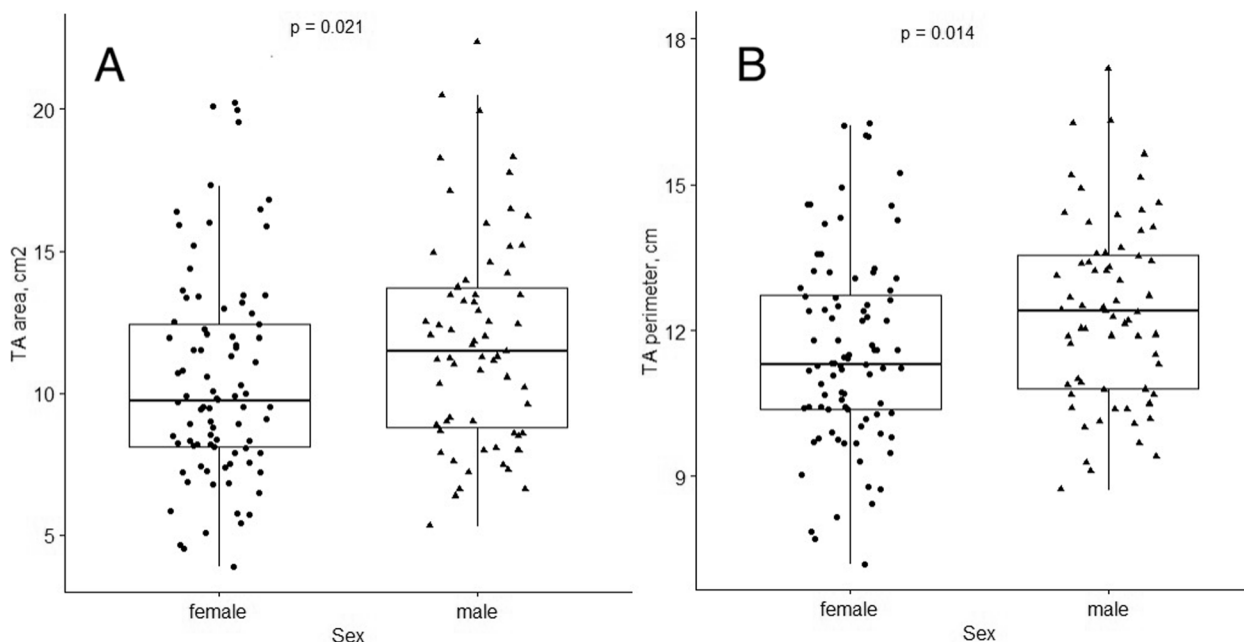 A
p = 0.021
TA area, cm2
20
15
10
5
female
male
Sex
B
p = 0.014
TA perimeter, cm
18
15
12
9
female
male
Sex